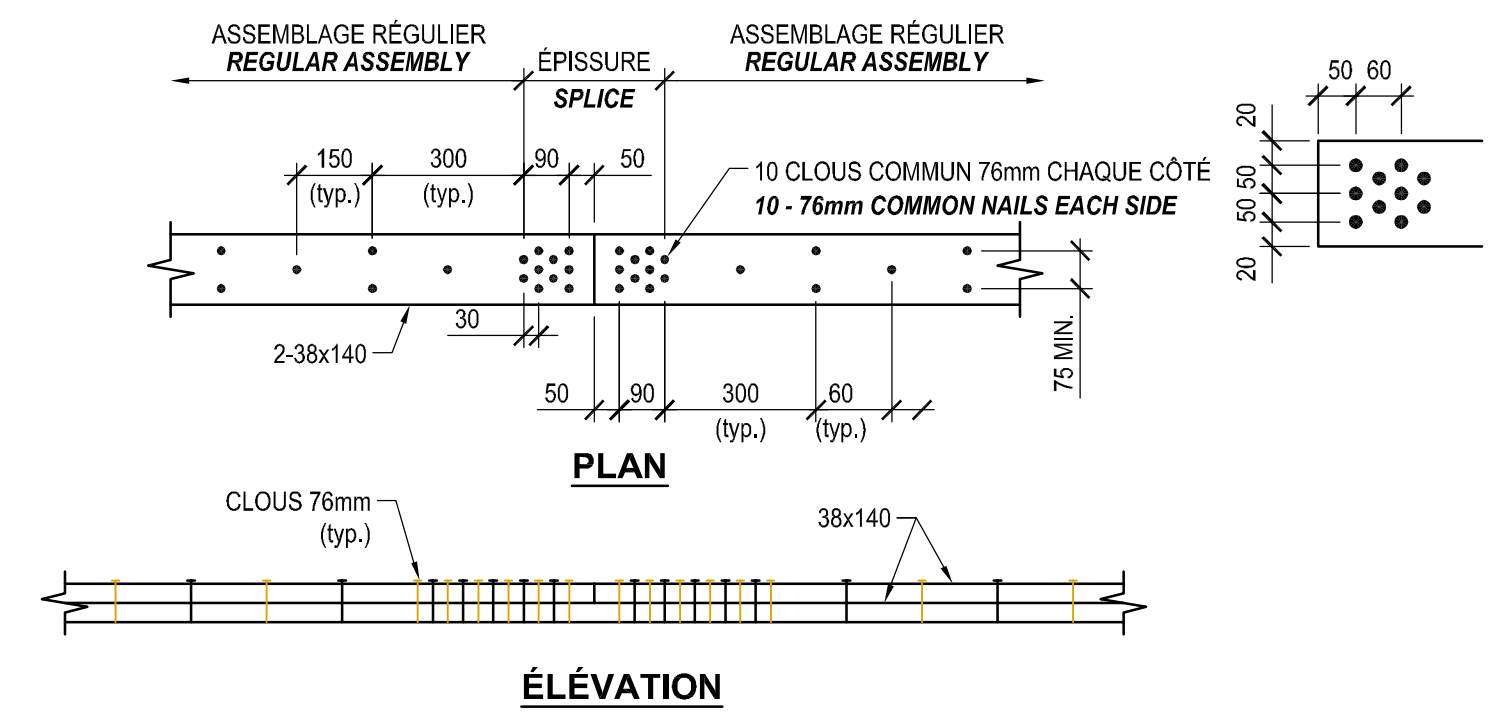 ASSEMBLAGE RÉGULIER
REGULAR ASSEMBLY
ÉPISSURE
SPLICE
ASSEMBLAGE RÉGULIER
REGULAR ASSEMBLY
150
(typ.)
300
(typ.)
90
50
10 CLOUS COMMUN 76mm CHAQUE CÔTÉ
10 - 76mm COMMON NAILS EACH SIDE
50
60
20
50
50
20
30
2-38x140
75 MIN.
50
90
300
(typ.)
60
(typ.)
PLAN
CLOUS 76mm
(typ.)
38x140
ÉLÉVATION